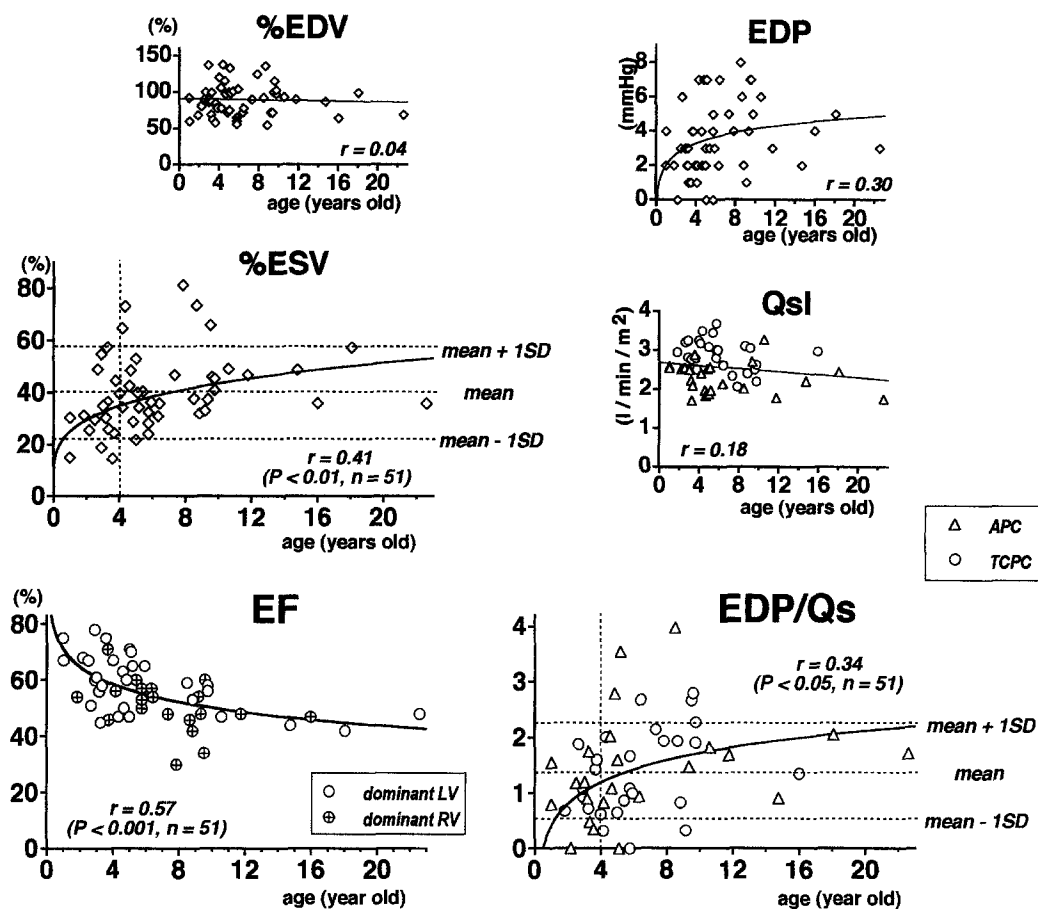 %EDV
(%)
150
100
50
0
r = 0.04
0 4 8 12 16 20
age (years old)
EDP
(mmHg)
8
6
4
2
0
r = 0.30
0 4 8 12 16 20
age (years old)
%ESV
(%)
80
60
40
20
0
mean + 1SD
mean
mean - 1SD
r = 0.41
(P < 0.01, n = 51)
0 4 8 12 16 20
age (years old)
QsI
(l / min / m²)
4
3
2
1
0
r = 0.18
0 4 8 12 16 20
age (years old)
APC
TCPC
EF
(%)
80
60
40
20
0
r = 0.57
(P < 0.001, n = 51)
dominant LV
dominant RV
0 4 8 12 16 20
age (year old)
EDP/Qs
4
3
2
1
0
r = 0.34
(P < 0.05, n = 51)
mean + 1SD
mean
mean - 1SD
0 4 8 12 16 20
age (year old)